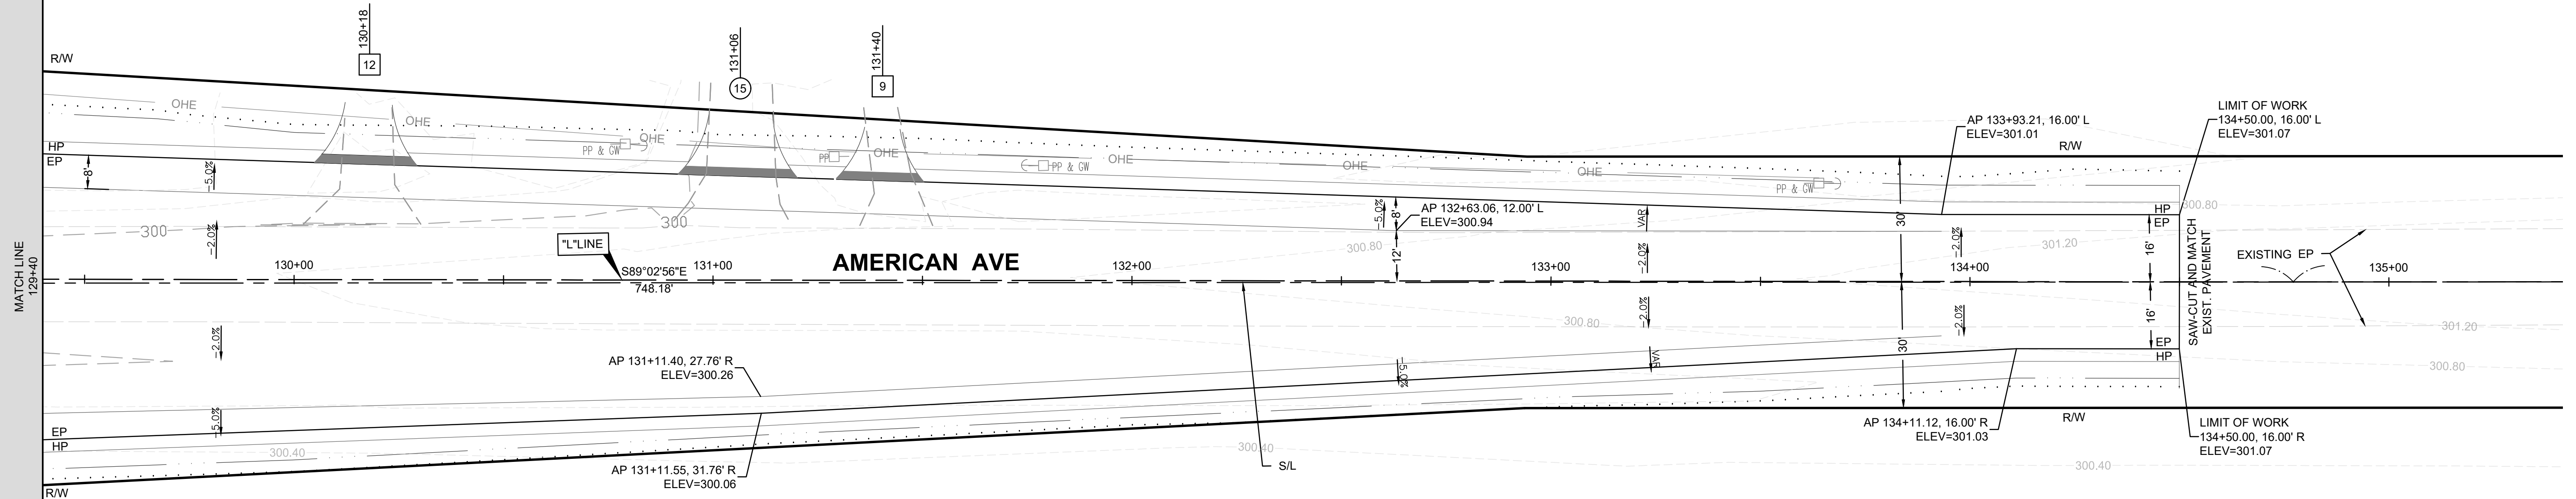 MATCH LINE
129+40
R/W
130+18
12
131+06
15
131+40
9
OHE
OHE
OHE
OHE
OHE
OHE
OHE
PP & GW
PP
PP & GW
PP & GW
HP
EP
8'
-5.0%
-2.0%
300
300
"L"LINE
S89°02'56"E
748.18'
130+00
131+00
AMERICAN AVE
132+00
133+00
134+00
135+00
-5.0%
8'
12'
AP 132+63.06, 12.00' L
ELEV=300.94
300.80
VAR
-2.0%
AP 133+93.21, 16.00' L
ELEV=301.01
LIMIT OF WORK
134+50.00, 16.00' L
ELEV=301.07
R/W
30'
-2.0%
301.20
HP
EP
16'
300.80
SAW-CUT AND MATCH
EXIST. PAVEMENT
EXISTING EP
-2.0%
-5.0%
AP 131+11.40, 27.76' R
ELEV=300.26
300.80
-2.0%
VAR
-5.0%
30'
-2.0%
16'
EP
HP
301.20
300.80
EP
HP
300.40
R/W
AP 131+11.55, 31.76' R
ELEV=300.06
300.40
S/L
AP 134+11.12, 16.00' R
ELEV=301.03
R/W
300.40
LIMIT OF WORK
134+50.00, 16.00' R
ELEV=301.07